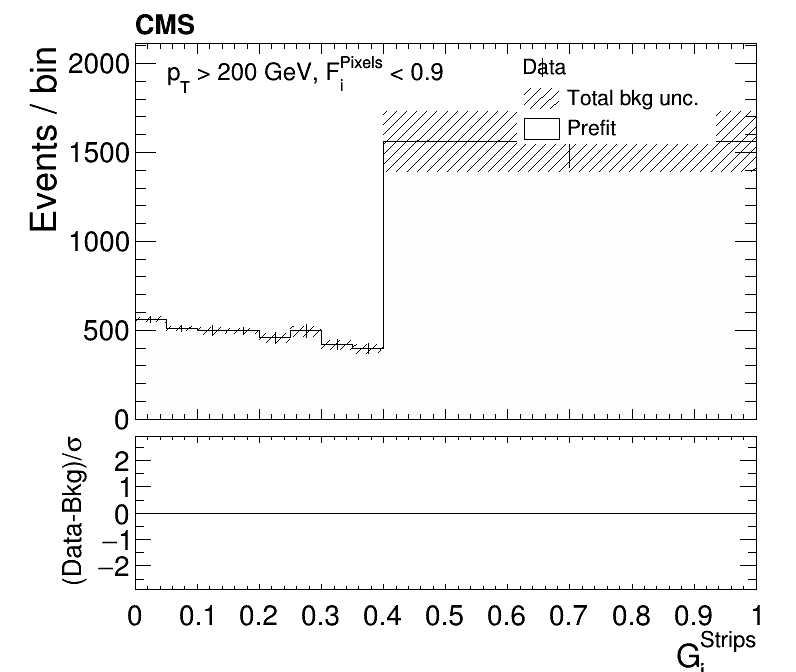 CMS
p_T > 200 GeV, F_i^Pixels < 0.9
Data
Total bkg unc.
Prefit
Events / bin
2000
1500
1000
500
0
(Data-Bkg)/σ
2
1
0
−1
−2
0 0.1 0.2 0.3 0.4 0.5 0.6 0.7 0.8 0.9 1
G_i^Strips